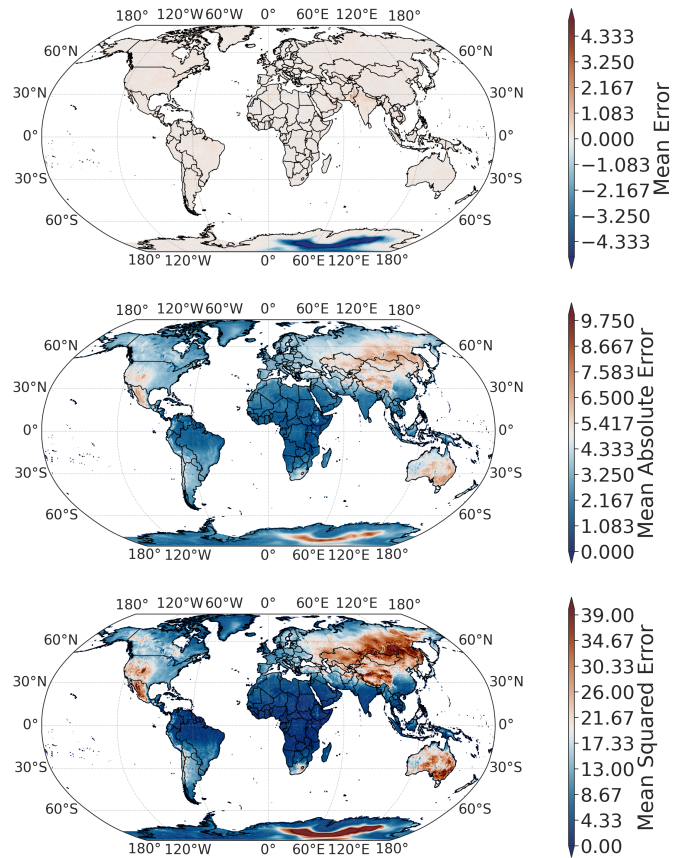 180° 120°W 60°W 0° 60°E 120°E 180°
60°N
30°N 30°N
0° 0°
30°S 30°S
60°S 60°S
180° 120°W 0° 60°E 120°E 180°
4.333
3.250
2.167
1.083
0.000
−1.083
−2.167
−3.250
−4.333
Mean Error
180° 120°W 60°W 0° 60°E 120°E 180°
60°N 60°N
30°N 30°N
0° 0°
30°S 30°S
60°S 60°S
180° 120°W 0° 60°E 120°E 180°
9.750
8.667
7.583
6.500
5.417
4.333
3.250
2.167
1.083
0.000
Mean Absolute Error
180° 120°W 60°W 0° 60°E 120°E 180°
60°N 60°N
30°N 30°N
0° 0°
30°S 30°S
60°S 60°S
180° 120°W 0° 60°E 120°E 180°
39.00
34.67
30.33
26.00
21.67
17.33
13.00
8.67
4.33
0.00
Mean Squared Error